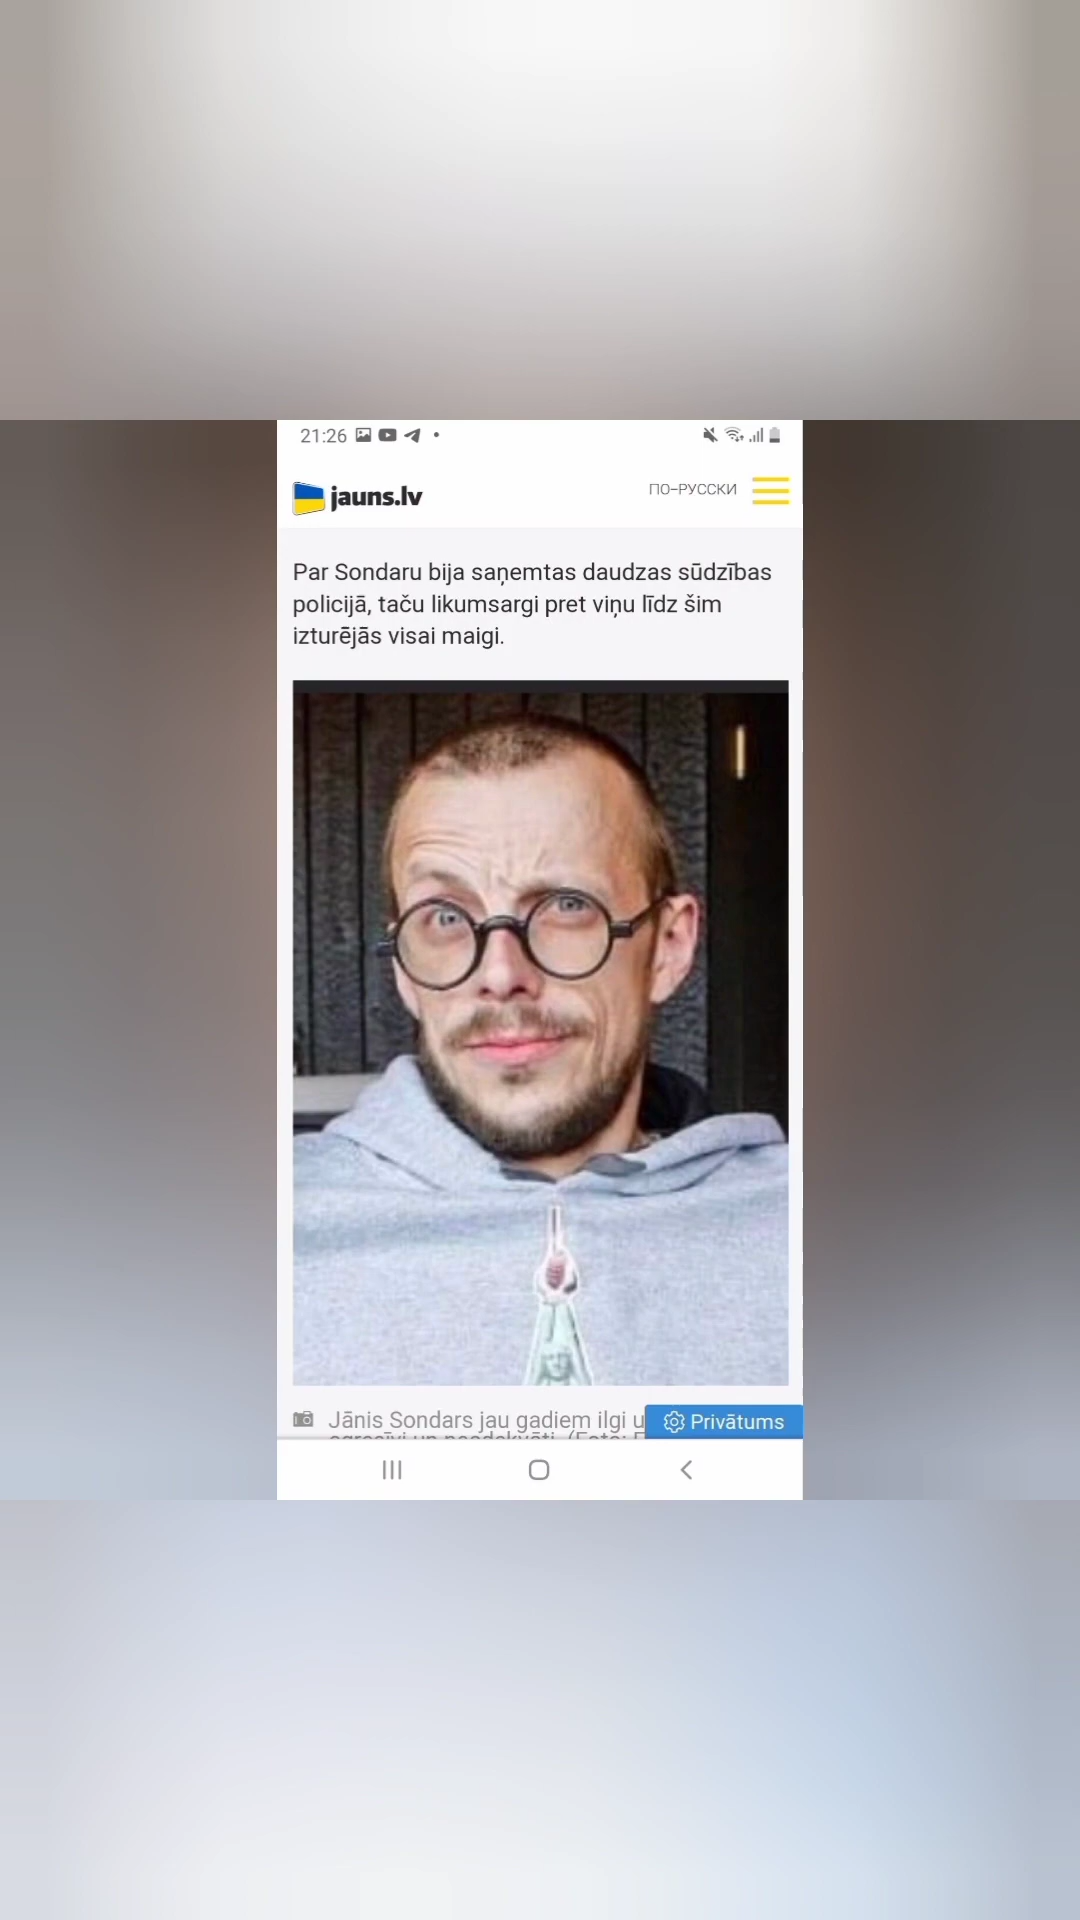 21:26
jauns.lv
ПО-РУССКИ
Par Sondaru bija saņemtas daudzas sūdzības
policijā, taču likumsargi pret viņu līdz šim
izturējās visai maigi.
Jānis Sondars jau gadiem ilgi u
Privātums